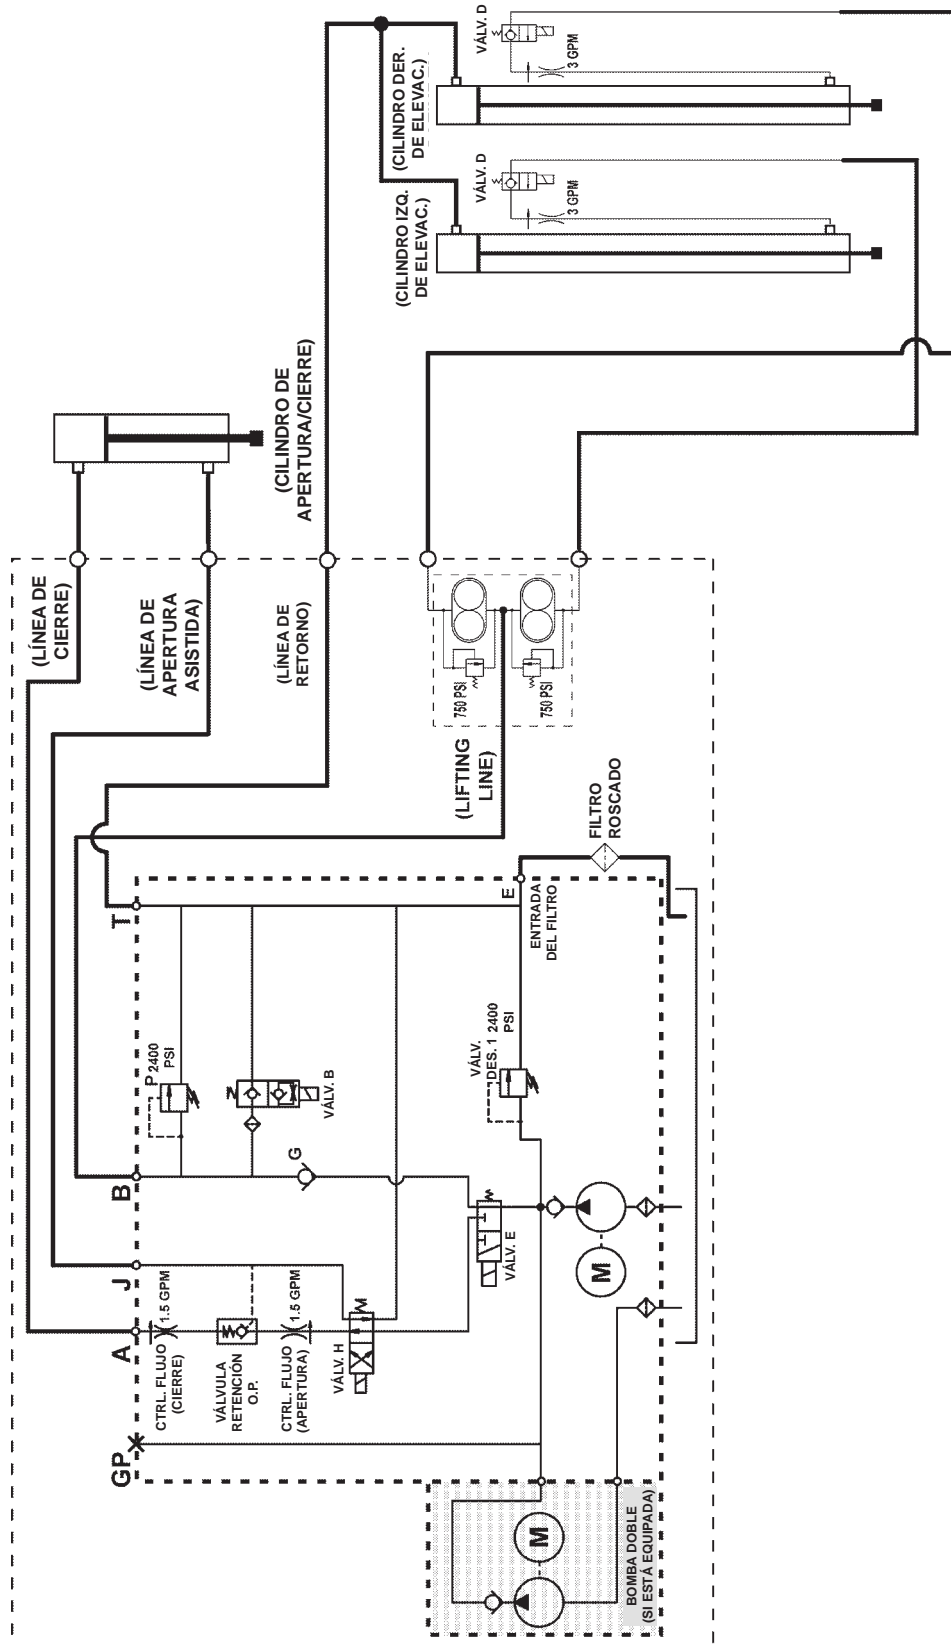 VÁLV. D
3 GPM
(CILINDRO DER.
DE ELEVAC.)
VÁLV. D
3 GPM
(CILINDRO IZQ.
DE ELEVAC.)
(CILINDRO DE
APERTURA/CIERRE)
(LÍNEA DE
CIERRE)
(LÍNEA DE
APERTURA
ASISTIDA)
(LÍNEA DE
RETORNO)
750 PSI
750 PSI
(LIFTING
LINE)
FILTRO
ROSCADO
T
E
ENTRADA
DEL FILTRO
P 2400
PSI
VÁLV. B
VÁLV.
DES. 1 2400
PSI
B
G
J
VÁLV. E
M
A
1.5 GPM
CTRL. FLUJO
(CIERRE)
VÁLVULA
RETENCIÓN
O.P.
1.5 GPM
CTRL. FLUJO
(APERTURA)
VÁLV. H
GP
M
BOMBA DOBLE
(SI ESTÁ EQUIPADA)